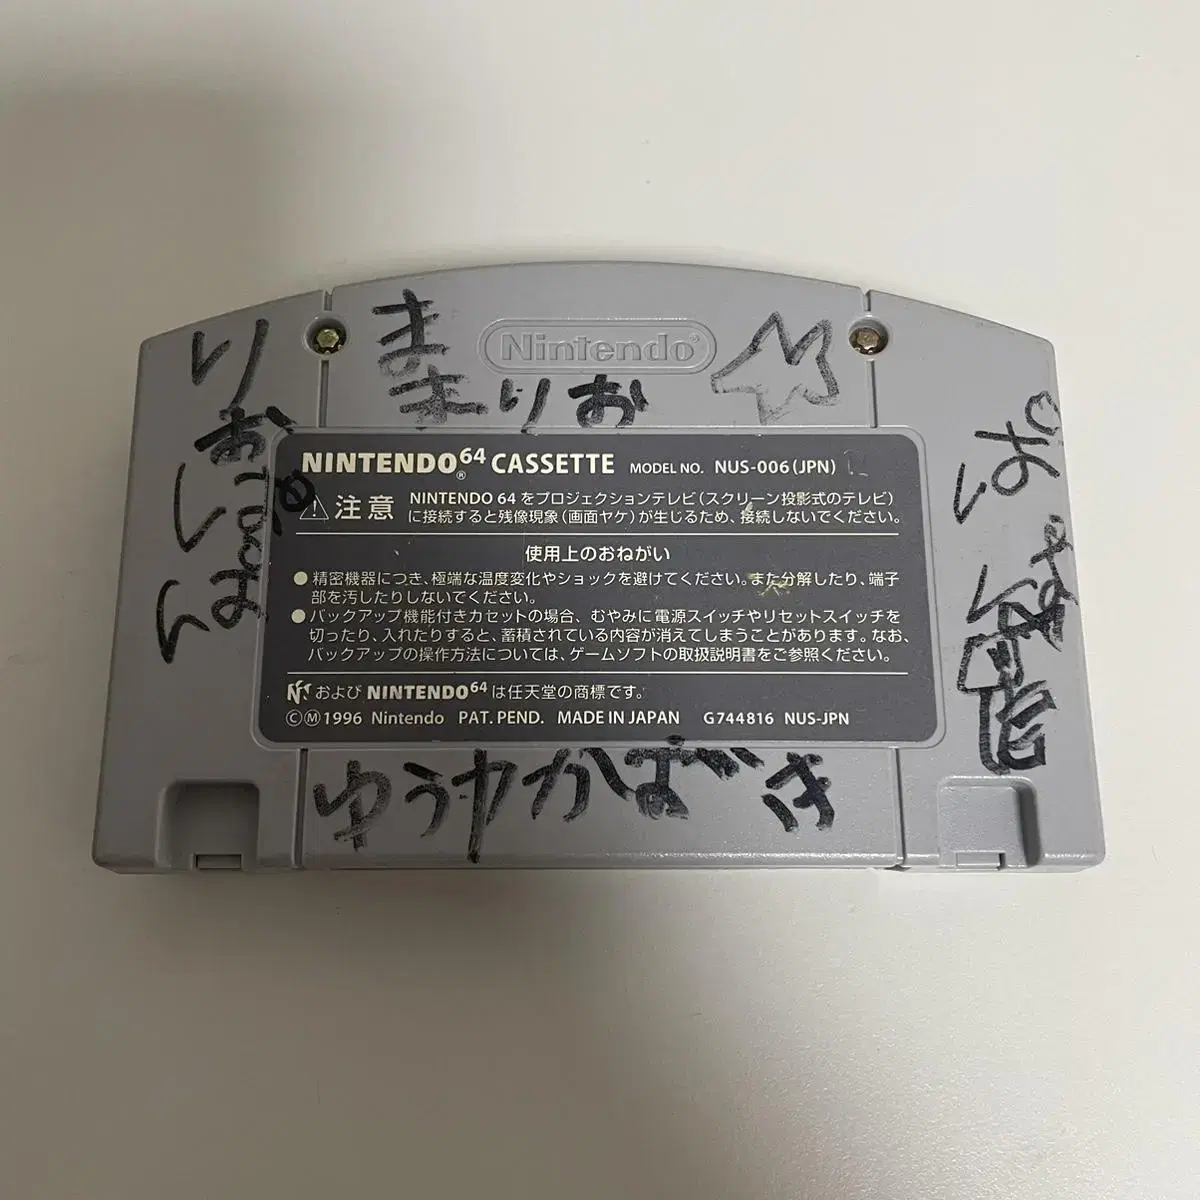 Nintendo®
まりお
りお
ゆうやかばさき
NINTENDO®64 CASSETTE MODEL NO. NUS-006(JPN)
注意 NINTENDO 64 をプロジェクションテレビ(スクリーン投影式のテレビ)
に接続すると残像現象(画面ヤケ)が生じるため、接続しないでください。
使用上のおねがい
●精密機器につき、極端な温度変化やショックを避けてください。また分解したり、端子
部を汚したりしないでください。
●バックアップ機能付きカセットの場合、むやみに電源スイッチやリセットスイッチを
切ったり、入れたりすると、蓄積されている内容が消えてしまうことがあります。なお、
バックアップの操作方法については、ゲームソフトの取扱説明書をご参照ください。
および NINTENDO64 は任天堂の商標です。
©Ⓜ1996 Nintendo PAT. PEND. MADE IN JAPAN G744816 NUS-JPN